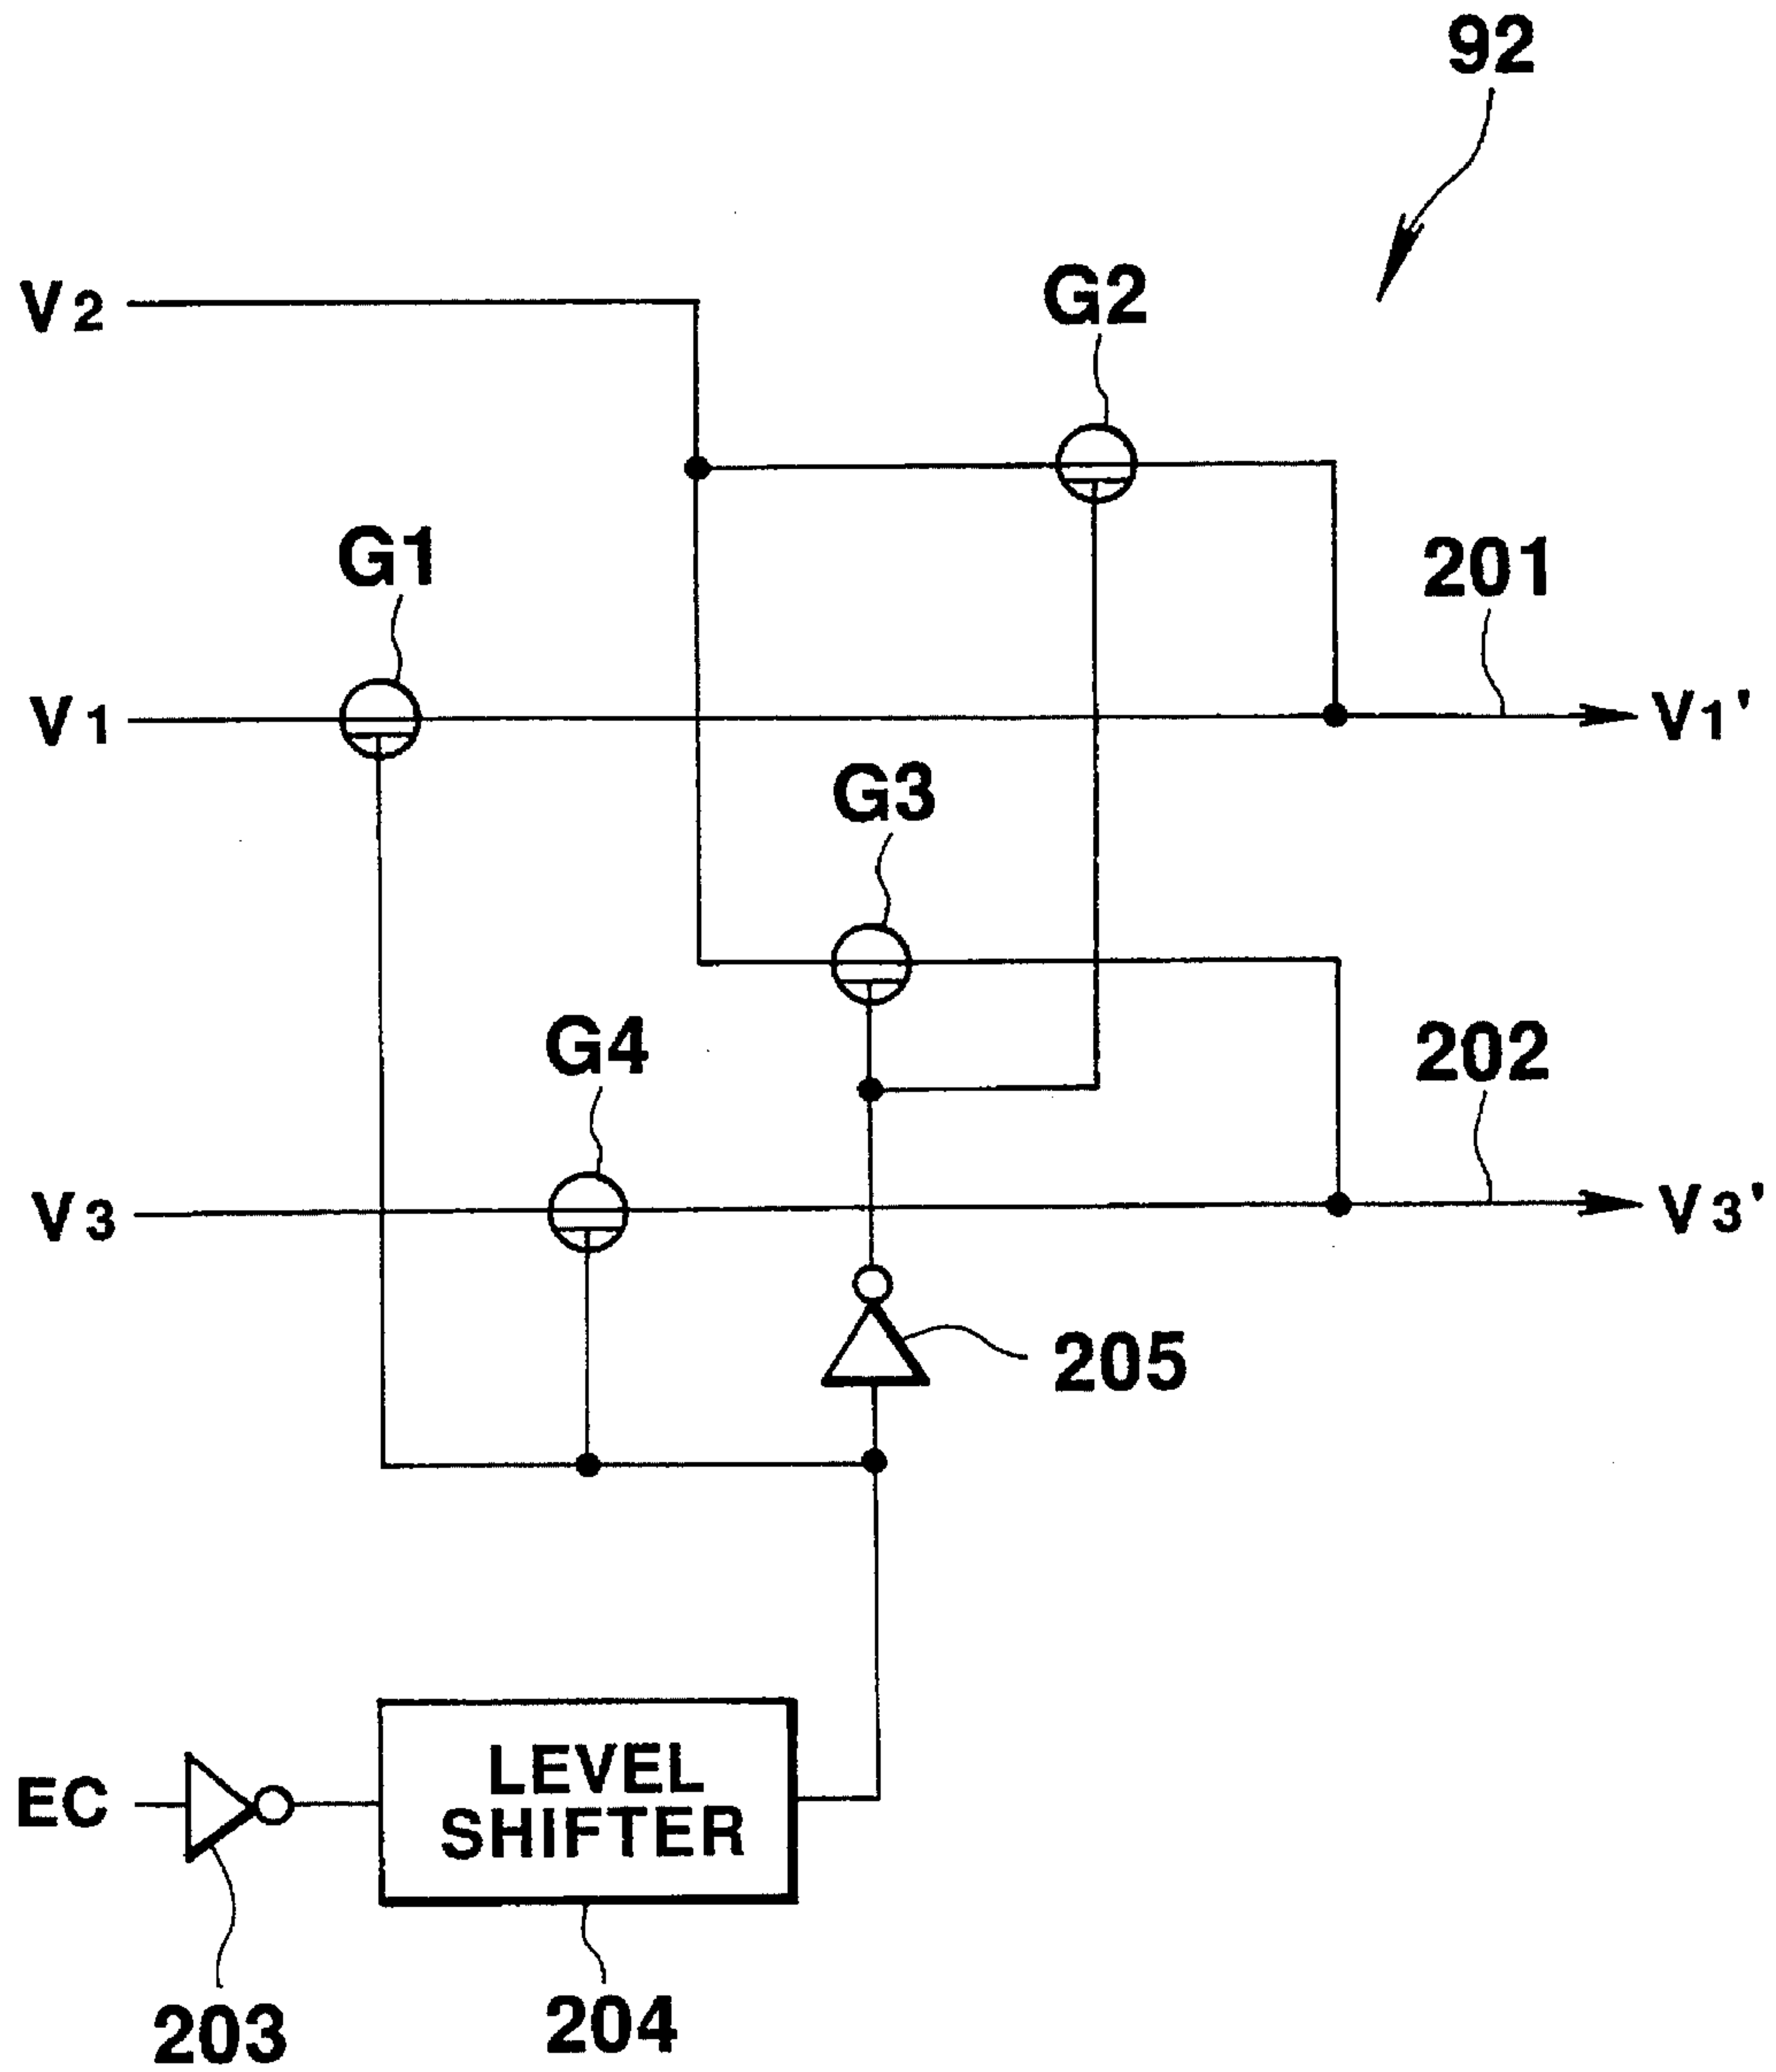 92
V2
G2
G1
201
V1
V1'
G3
G4
202
V3
V3'
205
EC
LEVEL
SHIFTER
203
204